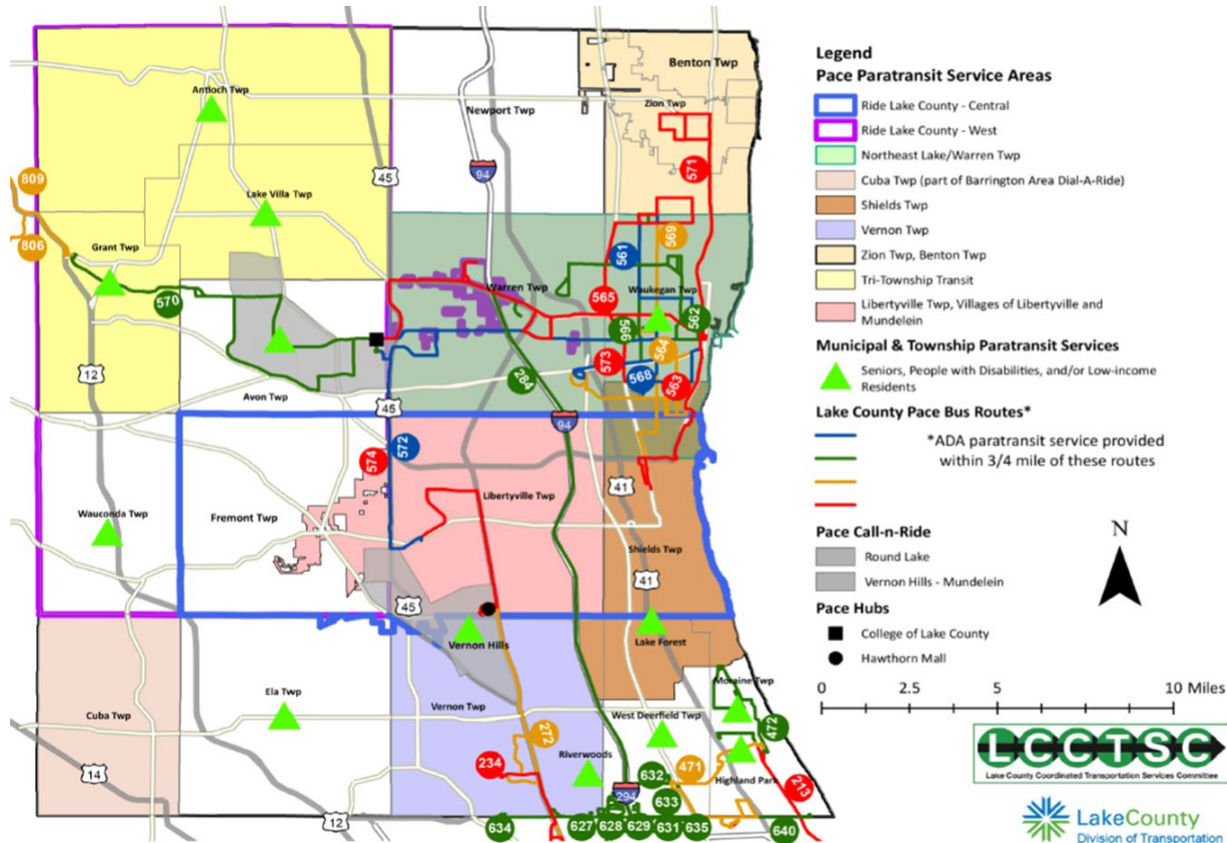 Antioch Twp
Lake Villa Twp
Grant Twp
Avon Twp
Wauconda Twp
Fremont Twp
Cuba Twp
Ela Twp
Newport Twp
Benton Twp
Zion Twp
Warren Twp
Waukegan Twp
Libertyville Twp
Shields Twp
Vernon Hills
Vernon Twp
Lake Forest
West Deerfield Twp
Riverwoods
Moraine Twp
Highland Park
809
806
570
45
94
12
45
284
571
569
561
565
562
566
564
573
568
563
94
572
574
41
41
45
14
12
272
234
471
472
213
632
633
294
634
627
628
629
631
635
640
Legend
Pace Paratransit Service Areas
Ride Lake County - Central
Ride Lake County - West
Northeast Lake/Warren Twp
Cuba Twp (part of Barrington Area Dial-A-Ride)
Shields Twp
Vernon Twp
Zion Twp, Benton Twp
Tri-Township Transit
Libertyville Twp, Villages of Libertyville and
Mundelein
Municipal & Township Paratransit Services
Seniors, People with Disabilities, and/or Low-income
Residents
Lake County Pace Bus Routes*
*ADA paratransit service provided
within 3/4 mile of these routes
Pace Call-n-Ride
Round Lake
Vernon Hills - Mundelein
Pace Hubs
College of Lake County
Hawthorn Mall
N
0 2.5 5 10 Miles
LCCTSC
Lake County Coordinated Transportation Services Committee
LakeCounty
Division of Transportation